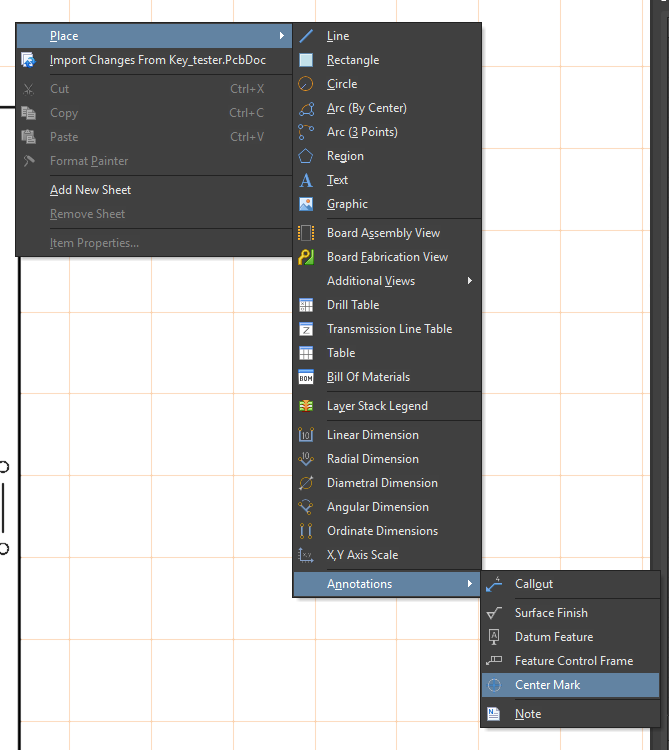 Place
Import Changes From Key_tester.PcbDoc
Cut Ctrl+X
Copy Ctrl+C
Paste Ctrl+V
Format Painter
Add New Sheet
Remove Sheet
Item Properties...
Line
Rectangle
Circle
Arc (By Center)
Arc (3 Points)
Region
A Text
Graphic
Board Assembly View
Board Fabrication View
Additional Views
Drill Table
Z Transmission Line Table
Table
BOM Bill Of Materials
Layer Stack Legend
10 Linear Dimension
10 Radial Dimension
Diametral Dimension
Angular Dimension
Ordinate Dimensions
X,Y X,Y Axis Scale
Annotations
Callout
Surface Finish
A Datum Feature
Feature Control Frame
Center Mark
N Note